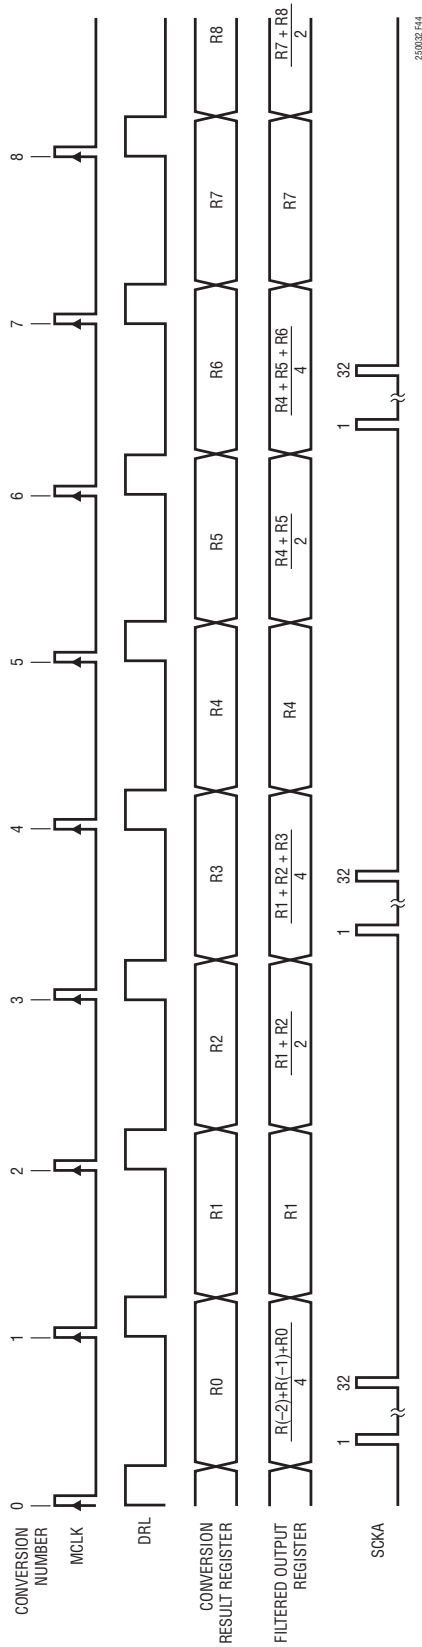 CONVERSION
NUMBER
0
1
2
3
4
5
6
7
8
MCLK
DRL
CONVERSION
RESULT REGISTER
R0
R1
R2
R3
R4
R5
R6
R7
R8
FILTERED OUTPUT
REGISTER
R(–2)+R(–1)+R0
4
R1
R1 + R2
2
R1 + R2 + R3
4
R4
R4 + R5
2
R4 + R5 + R6
4
R7
R7 + R8
2
SCKA
1
32
1
32
1
32
250032 F44